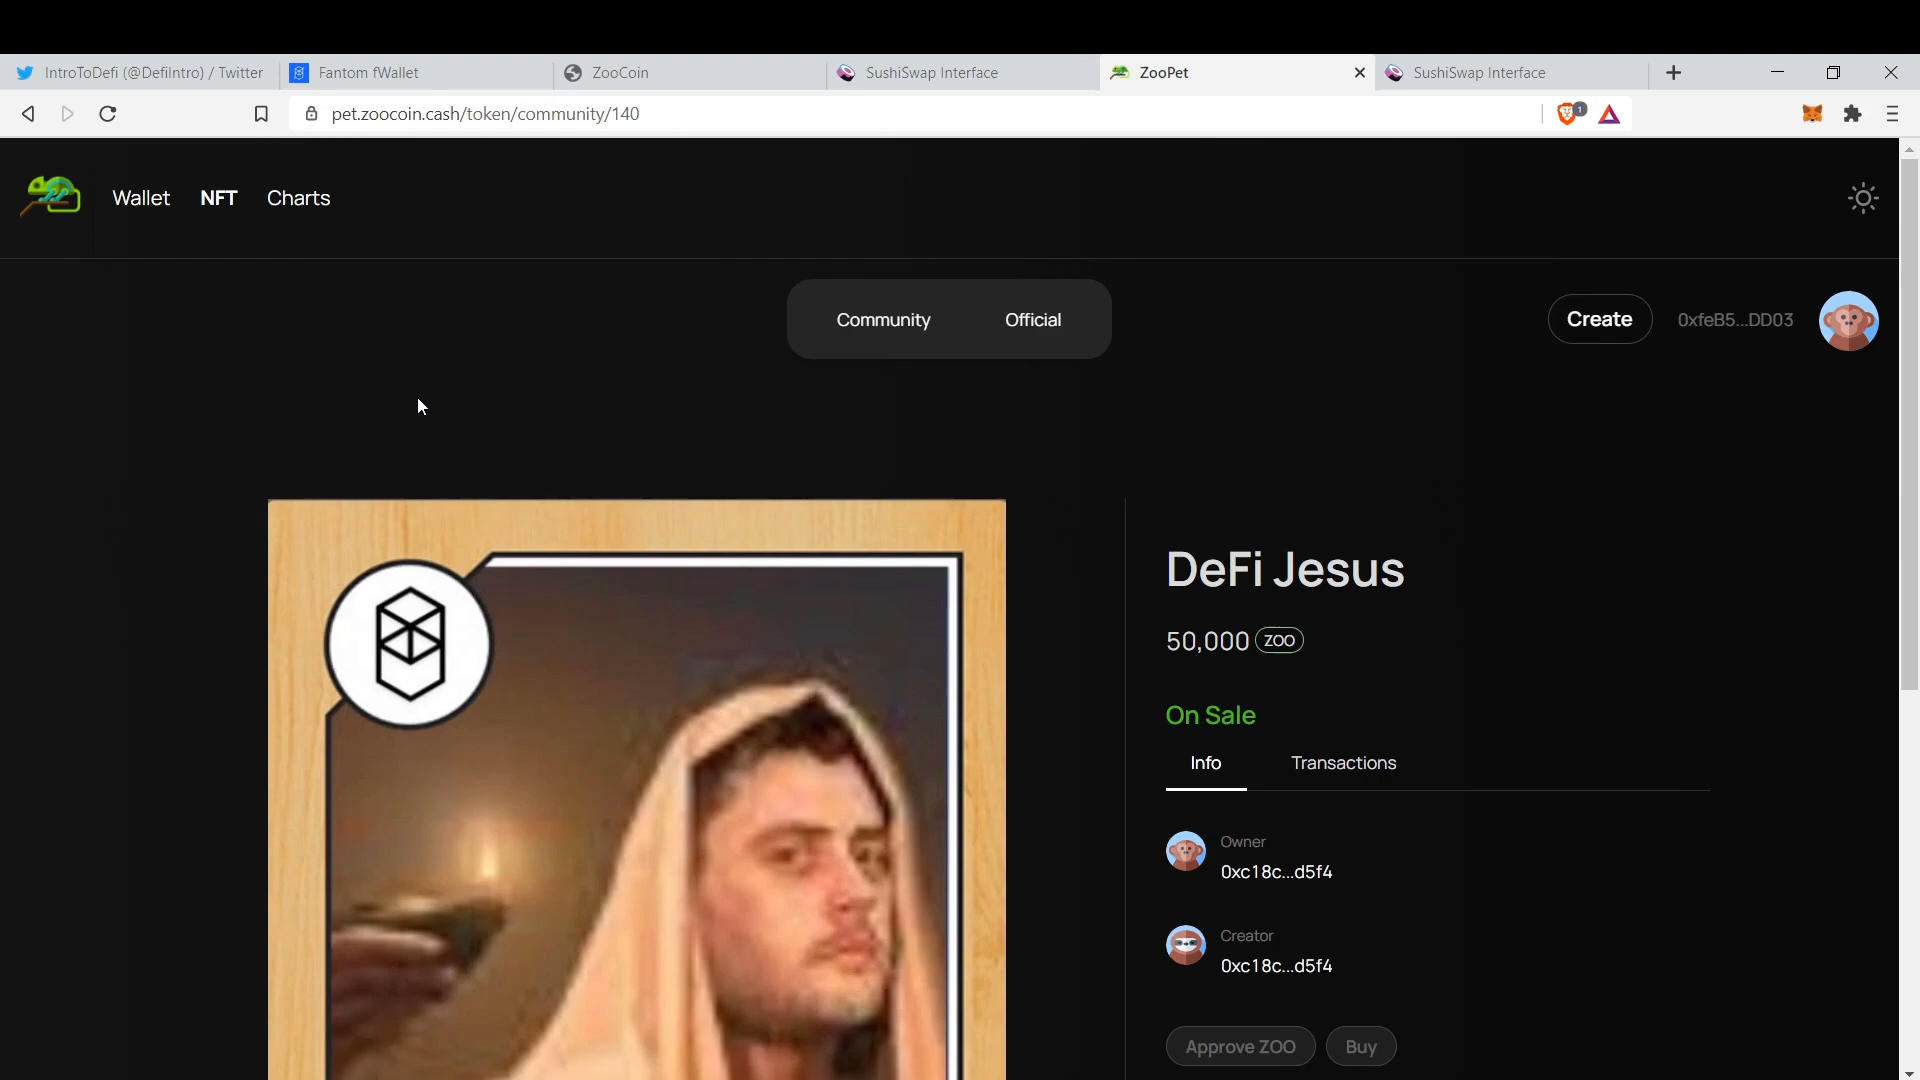 IntroToDefi (@DefiIntro) / Twitter
Fantom fWallet
ZooCoin
SushiSwap Interface
ZooPet
SushiSwap Interface
pet.zoocoin.cash/token/community/140
1
Wallet
NFT
Charts
Community
Official
Create
0xfeB5...DD03
DeFi Jesus
50,000 ZOO
On Sale
Info
Transactions
Owner
0xc18c...d5f4
Creator
0xc18c...d5f4
Approve ZOO
Buy